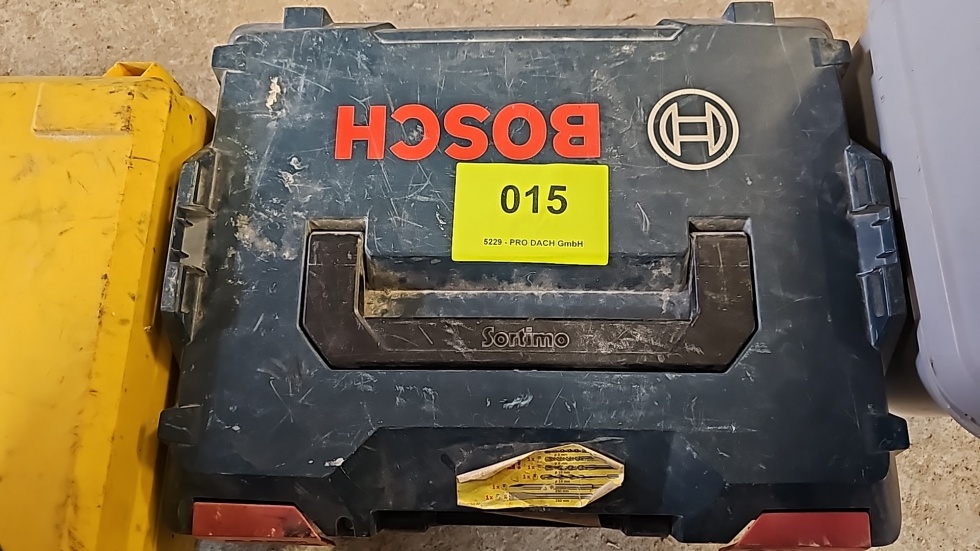 BOSCH
015
5229 - PRO DACH GmbH
Sortimo